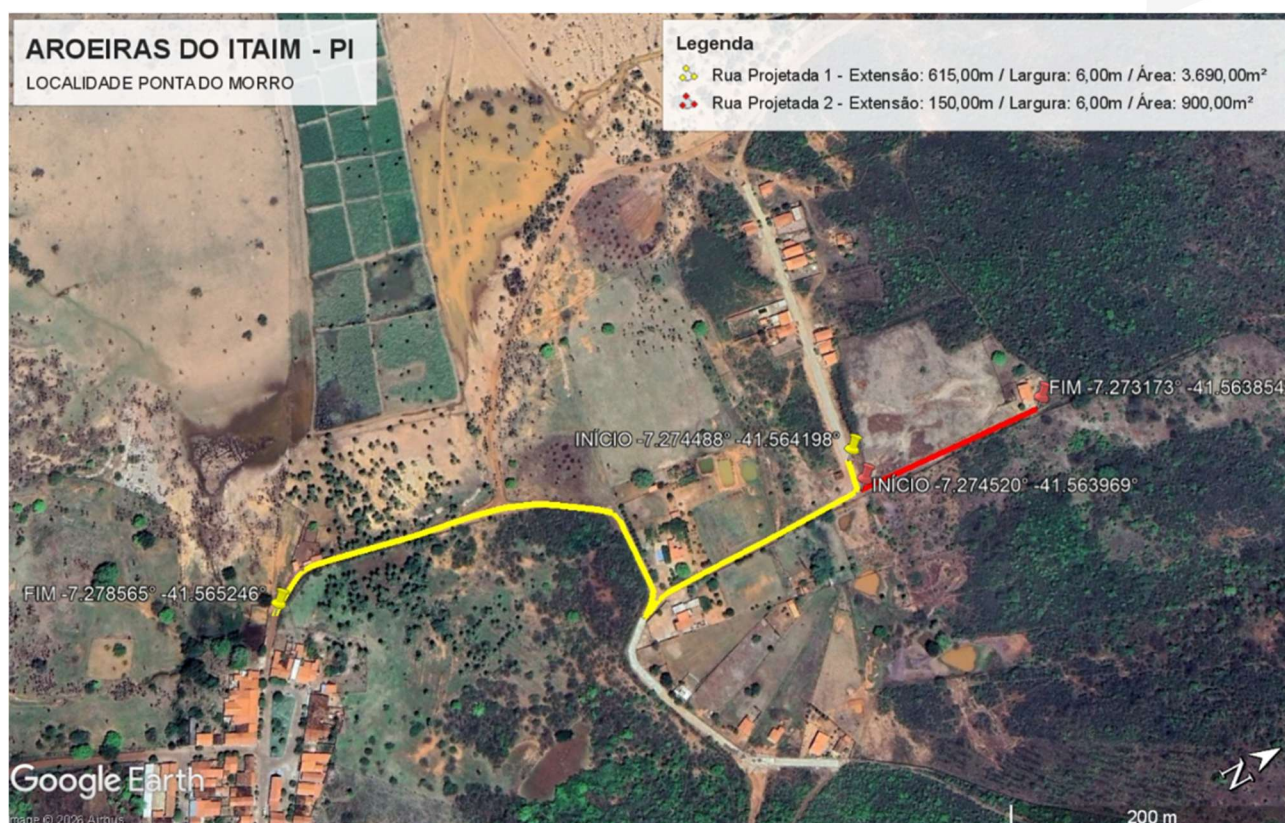 AROEIRAS DO ITAIM - PI
LOCALIDADE PONTA DO MORRO
Legenda
Rua Projetada 1 - Extensão: 615,00m / Largura: 6,00m / Área: 3.690,00m²
Rua Projetada 2 - Extensão: 150,00m / Largura: 6,00m / Área: 900,00m²
FIM -7.273173° -41.563854
INÍCIO -7.274488° -41.564198°
INÍCIO -7.274520° -41.563969°
FIM -7.278565° -41.565246°
Google Earth
Image © 2026 Airbus
N
200 m